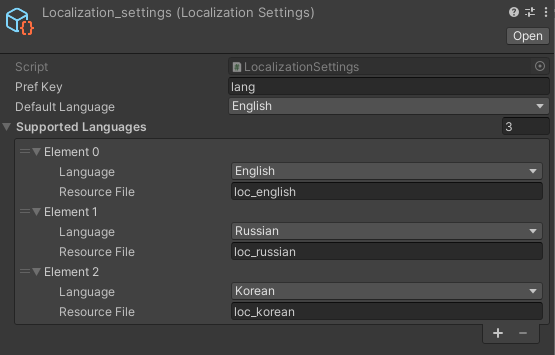 Localization_settings (Localization Settings)
Open
Script LocalizationSettings
Pref Key lang
Default Language English
Supported Languages 3
Element 0
Language English
Resource File loc_english
Element 1
Language Russian
Resource File loc_russian
Element 2
Language Korean
Resource File loc_korean